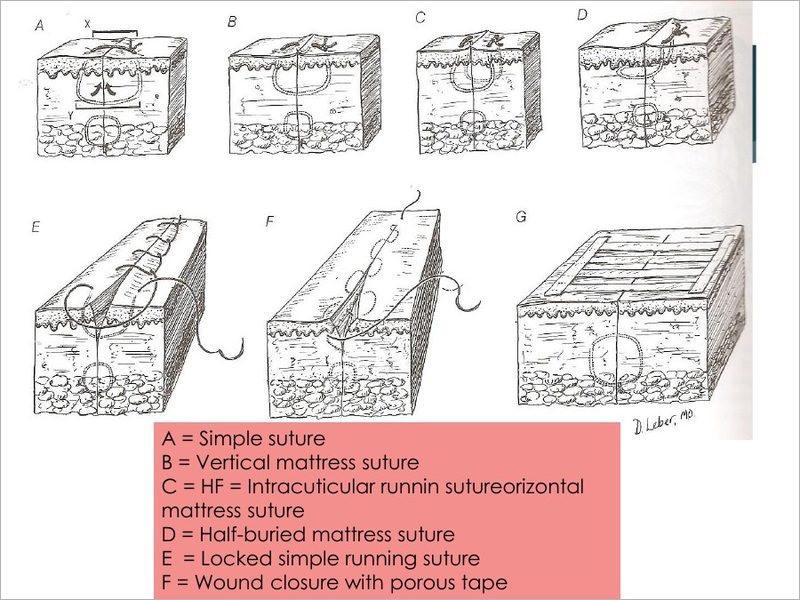 A
X
B
C
D
Y
E
F
G
D. Leber, MD.
A = Simple suture
B = Vertical mattress suture
C = HF = Intracuticular runnin sutureorizontal
mattress suture
D = Half-buried mattress suture
E  = Locked simple running suture
F = Wound closure with porous tape